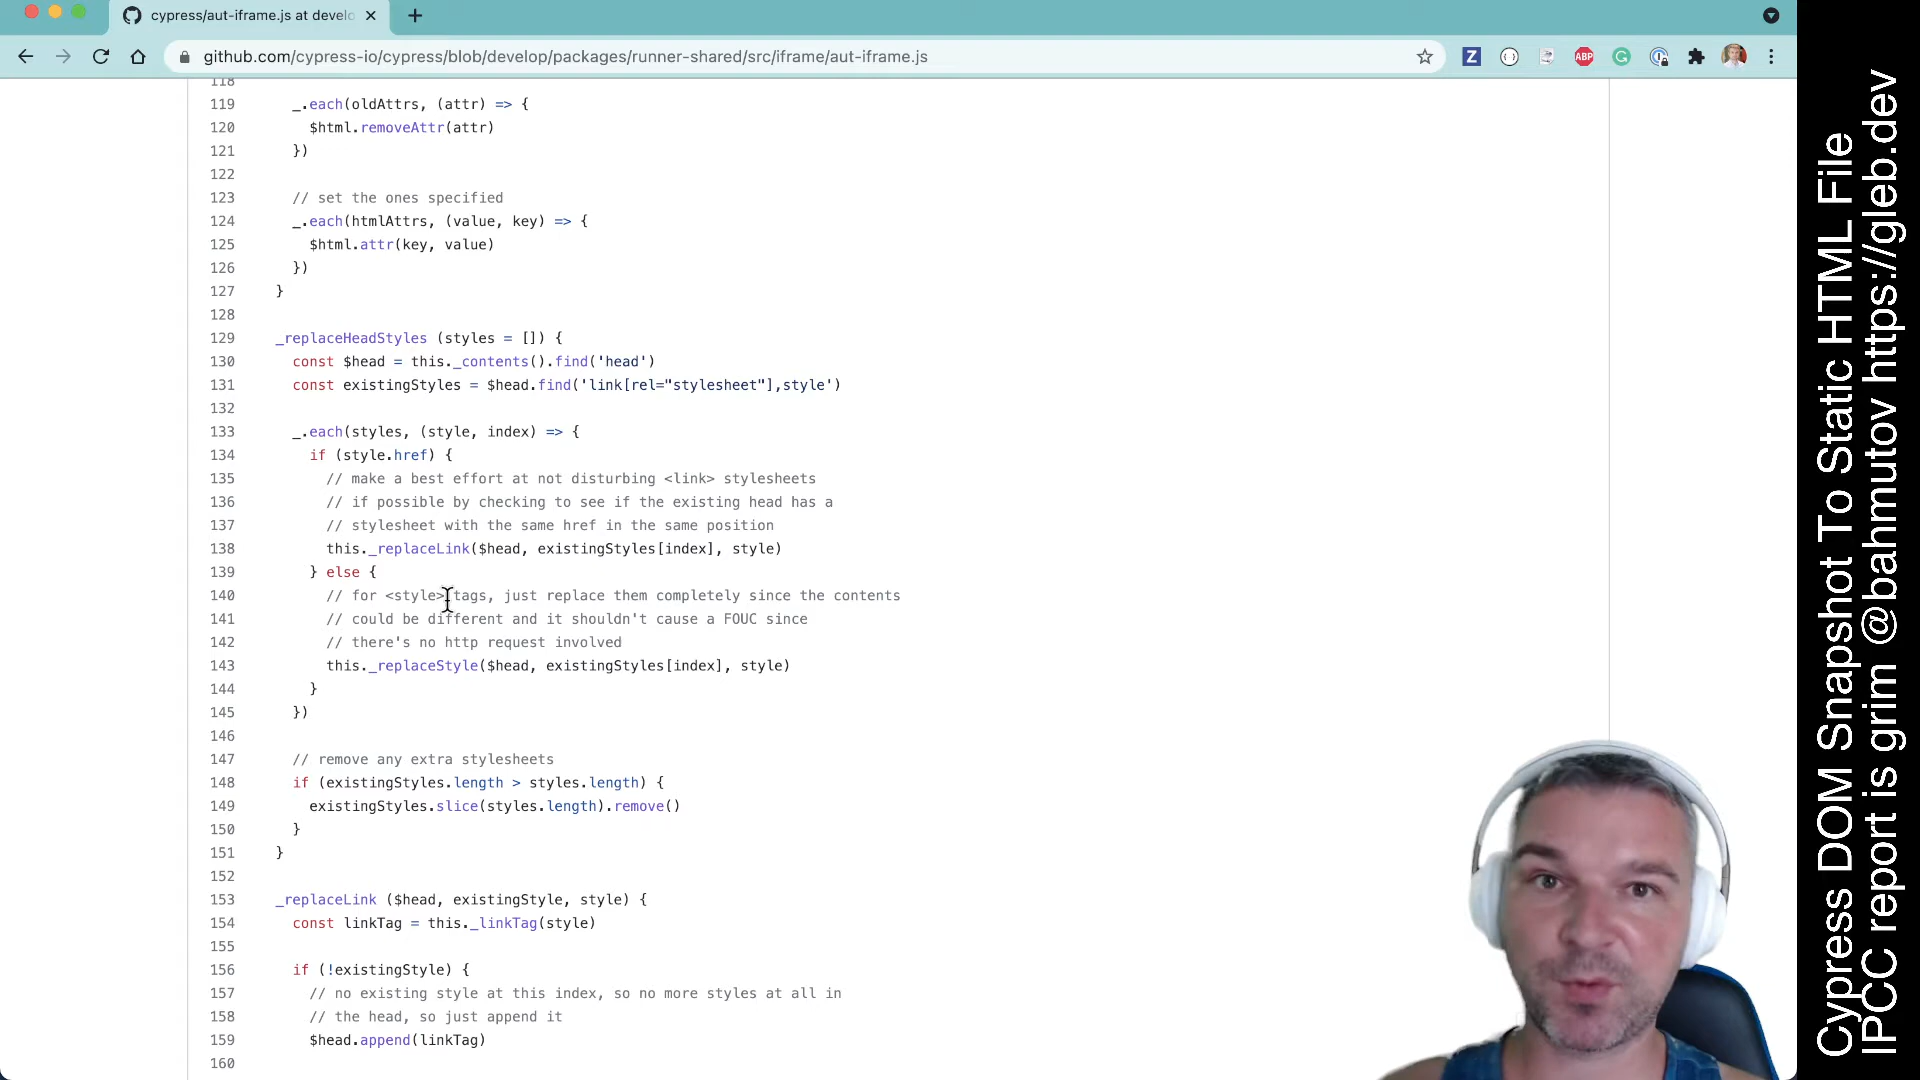 cypress/aut-iframe.js at develo
github.com/cypress-io/cypress/blob/develop/packages/runner-shared/src/iframe/aut-iframe.js
Z
ABP
118
119 _.each(oldAttrs, (attr) => {
120 $html.removeAttr(attr)
121 })
122
123 // set the ones specified
124 _.each(htmlAttrs, (value, key) => {
125 $html.attr(key, value)
126 })
127 }
128
129 _replaceHeadStyles (styles = []) {
130 const $head = this._contents().find('head')
131 const existingStyles = $head.find('link[rel="stylesheet"],style')
132
133 _.each(styles, (style, index) => {
134 if (style.href) {
135 // make a best effort at not disturbing <link> stylesheets
136 // if possible by checking to see if the existing head has a
137 // stylesheet with the same href in the same position
138 this._replaceLink($head, existingStyles[index], style)
139 } else {
140 // for <style> tags, just replace them completely since the contents
141 // could be different and it shouldn't cause a FOUC since
142 // there's no http request involved
143 this._replaceStyle($head, existingStyles[index], style)
144 }
145 })
146
147 // remove any extra stylesheets
148 if (existingStyles.length > styles.length) {
149 existingStyles.slice(styles.length).remove()
150 }
151 }
152
153 _replaceLink ($head, existingStyle, style) {
154 const linkTag = this._linkTag(style)
155
156 if (!existingStyle) {
157 // no existing style at this index, so no more styles at all in
158 // the head, so just append it
159 $head.append(linkTag)
160
Cypress DOM Snapshot To Static HTML File
IPCC report is grim @bahmutov https://gleb.dev